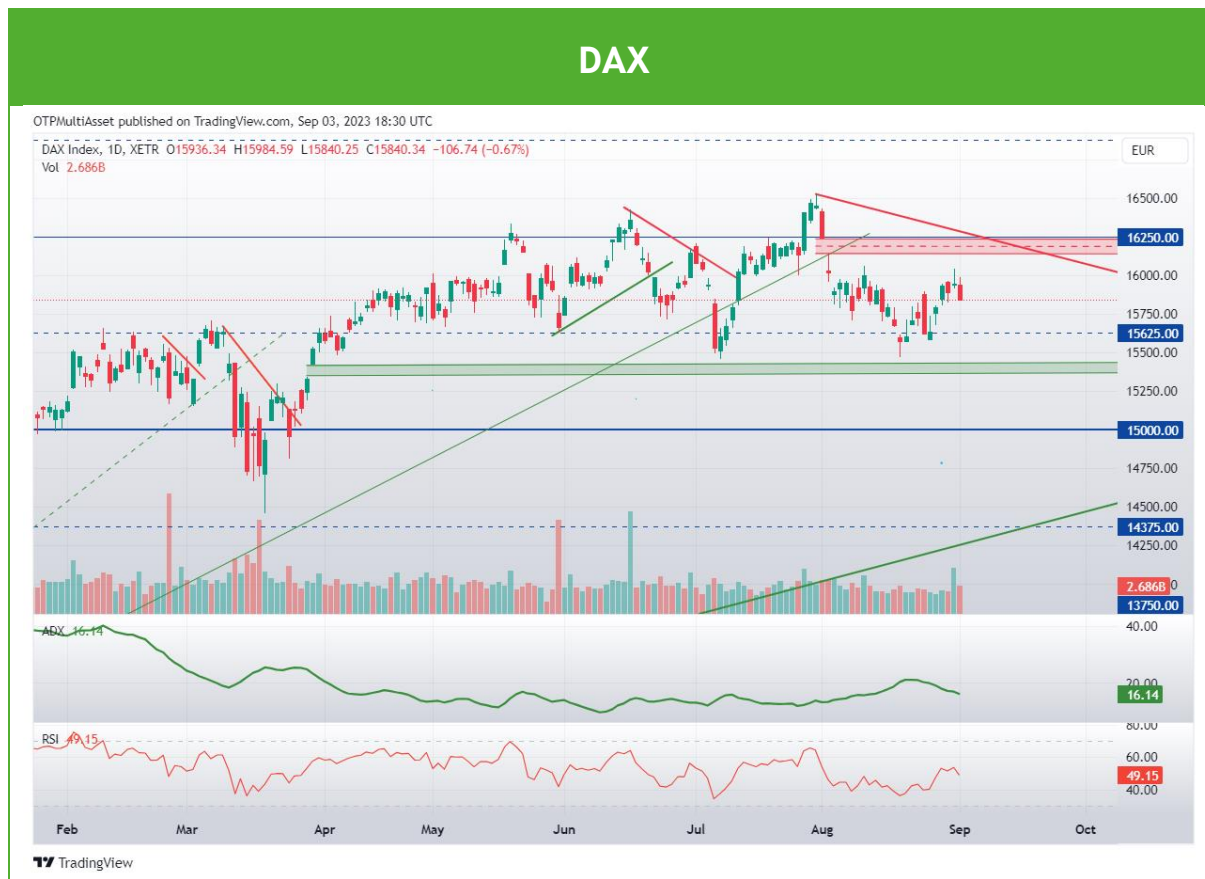 DAX
OTPMultiAsset published on TradingView.com, Sep 03, 2023 18:30 UTC
DAX Index, 1D, XETR O15936.34 H15984.59 L15840.25 C15840.34 −106.74 (−0.67%)
Vol 2.686B
EUR
16500.00
16250.00
16000.00
15750.00
15625.00
15500.00
15250.00
15000.00
14750.00
14500.00
14375.00
14250.00
2.686B
13750.00
ADX 16.14
40.00
20.00
16.14
RSI 49.15
80.00
60.00
49.15
40.00
Feb Mar Apr May Jun Jul Aug Sep Oct
TradingView